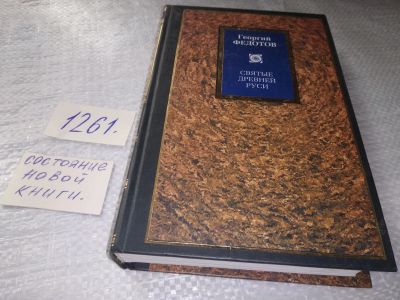 Георгий
ФЕДОТОВ
СВЯТЫЕ
ДРЕВНЕЙ
РУСИ
1261.
состояние
новой
книги.